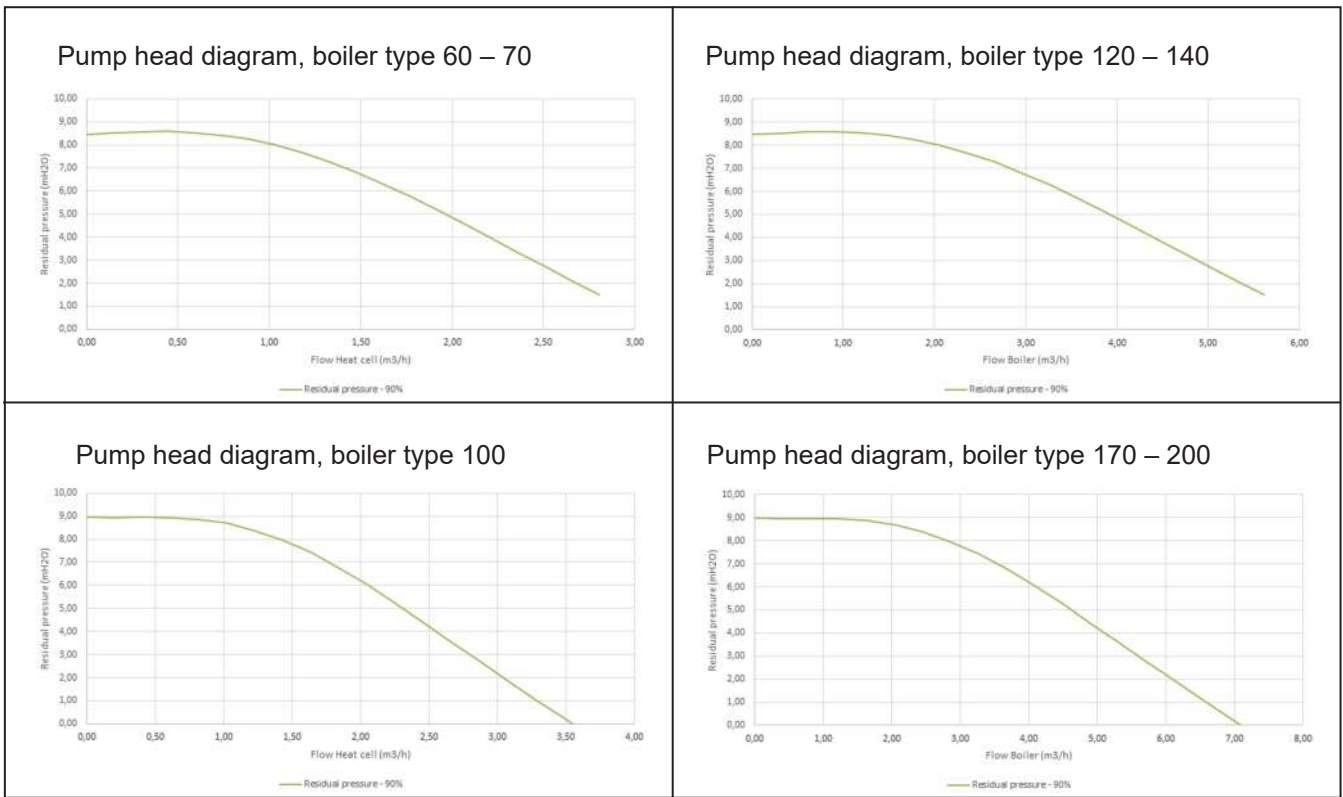 Pump head diagram, boiler type 60 – 70
10,00
9,00
8,00
7,00
6,00
5,00
4,00
3,00
2,00
1,00
0,00
Residual pressure (mH2O)
0,00 0,50 1,00 1,50 2,00 2,50 3,00
Flow Heat cell (m3/h)
Residual pressure - 90%
Pump head diagram, boiler type 120 – 140
10,00
9,00
8,00
7,00
6,00
5,00
4,00
3,00
2,00
1,00
0,00
Residual pressure (mH2O)
0,00 1,00 2,00 3,00 4,00 5,00 6,00
Flow Boiler (m3/h)
Residual pressure - 90%
Pump head diagram, boiler type 100
10,00
9,00
8,00
7,00
6,00
5,00
4,00
3,00
2,00
1,00
0,00
Residual pressure (mH2O)
0,00 0,50 1,00 1,50 2,00 2,50 3,00 3,50 4,00
Flow Heat cell (m3/h)
Residual pressure - 90%
Pump head diagram, boiler type 170 – 200
10,00
9,00
8,00
7,00
6,00
5,00
4,00
3,00
2,00
1,00
0,00
Residual pressure (mH2O)
0,00 1,00 2,00 3,00 4,00 5,00 6,00 7,00 8,00
Flow Boiler (m3/h)
Residual pressure - 90%